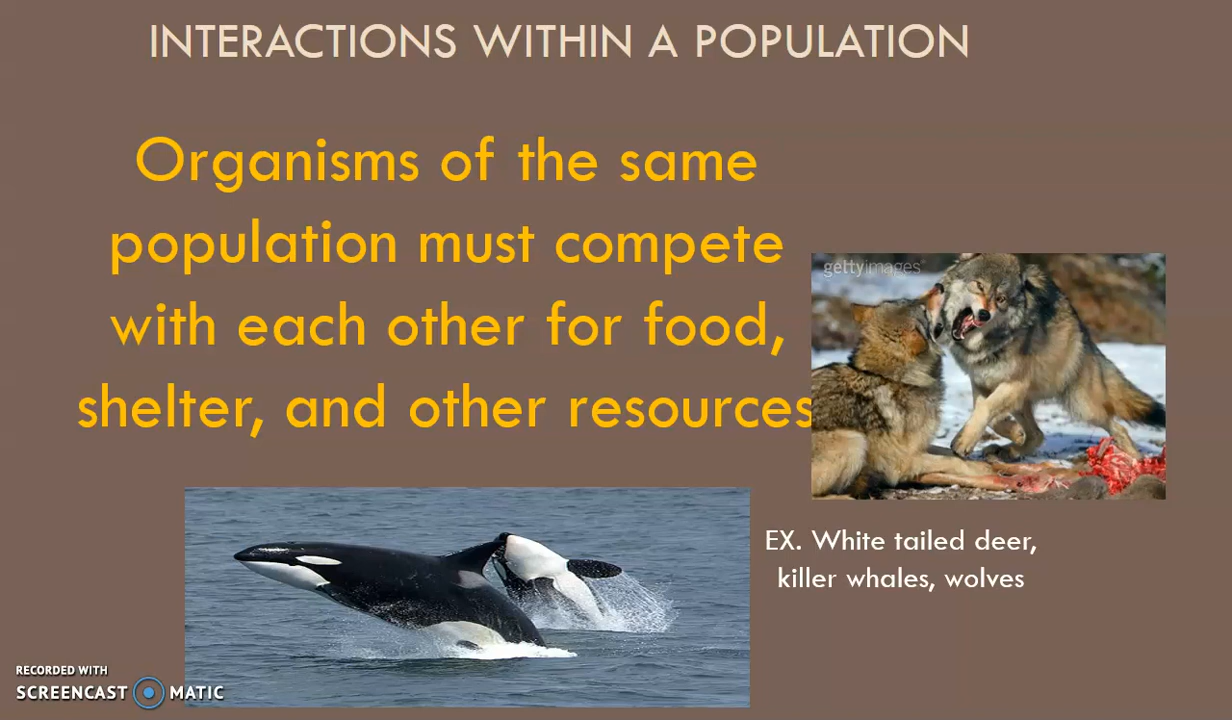 INTERACTIONS WITHIN A POPULATION
Organisms of the same
population must compete
with each other for food,
shelter, and other resources
gettyimages
EX. White tailed deer,
killer whales, wolves
RECORDED WITH
SCREENCAST MATIC